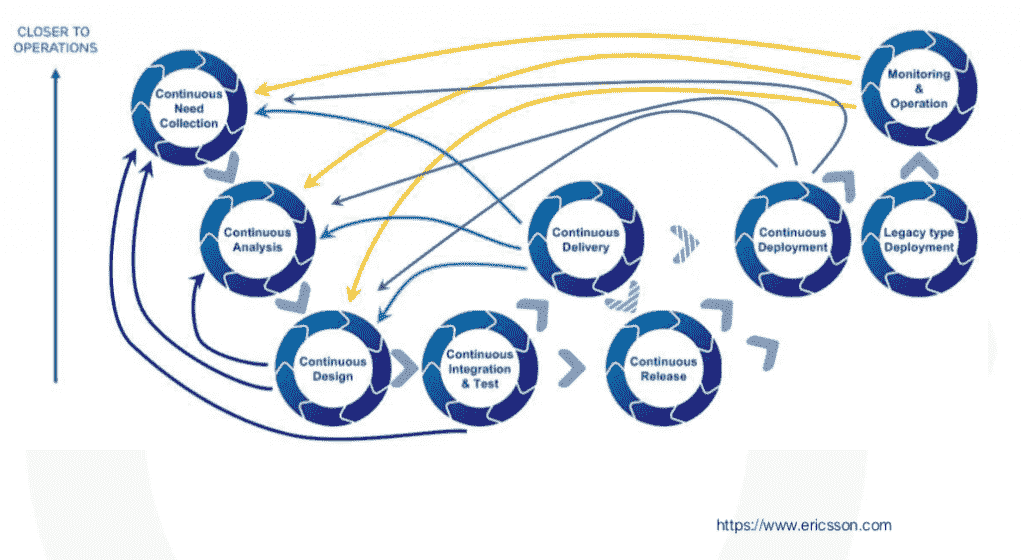 CLOSER TO
OPERATIONS
Continuous
Need
Collection
Monitoring
&
Operation
Continuous
Analysis
Continuous
Delivery
Continuous
Deployment
Legacy type
Deployment
Continuous
Design
Continuous
Integration
& Test
Continuous
Release
https://www.ericsson.com